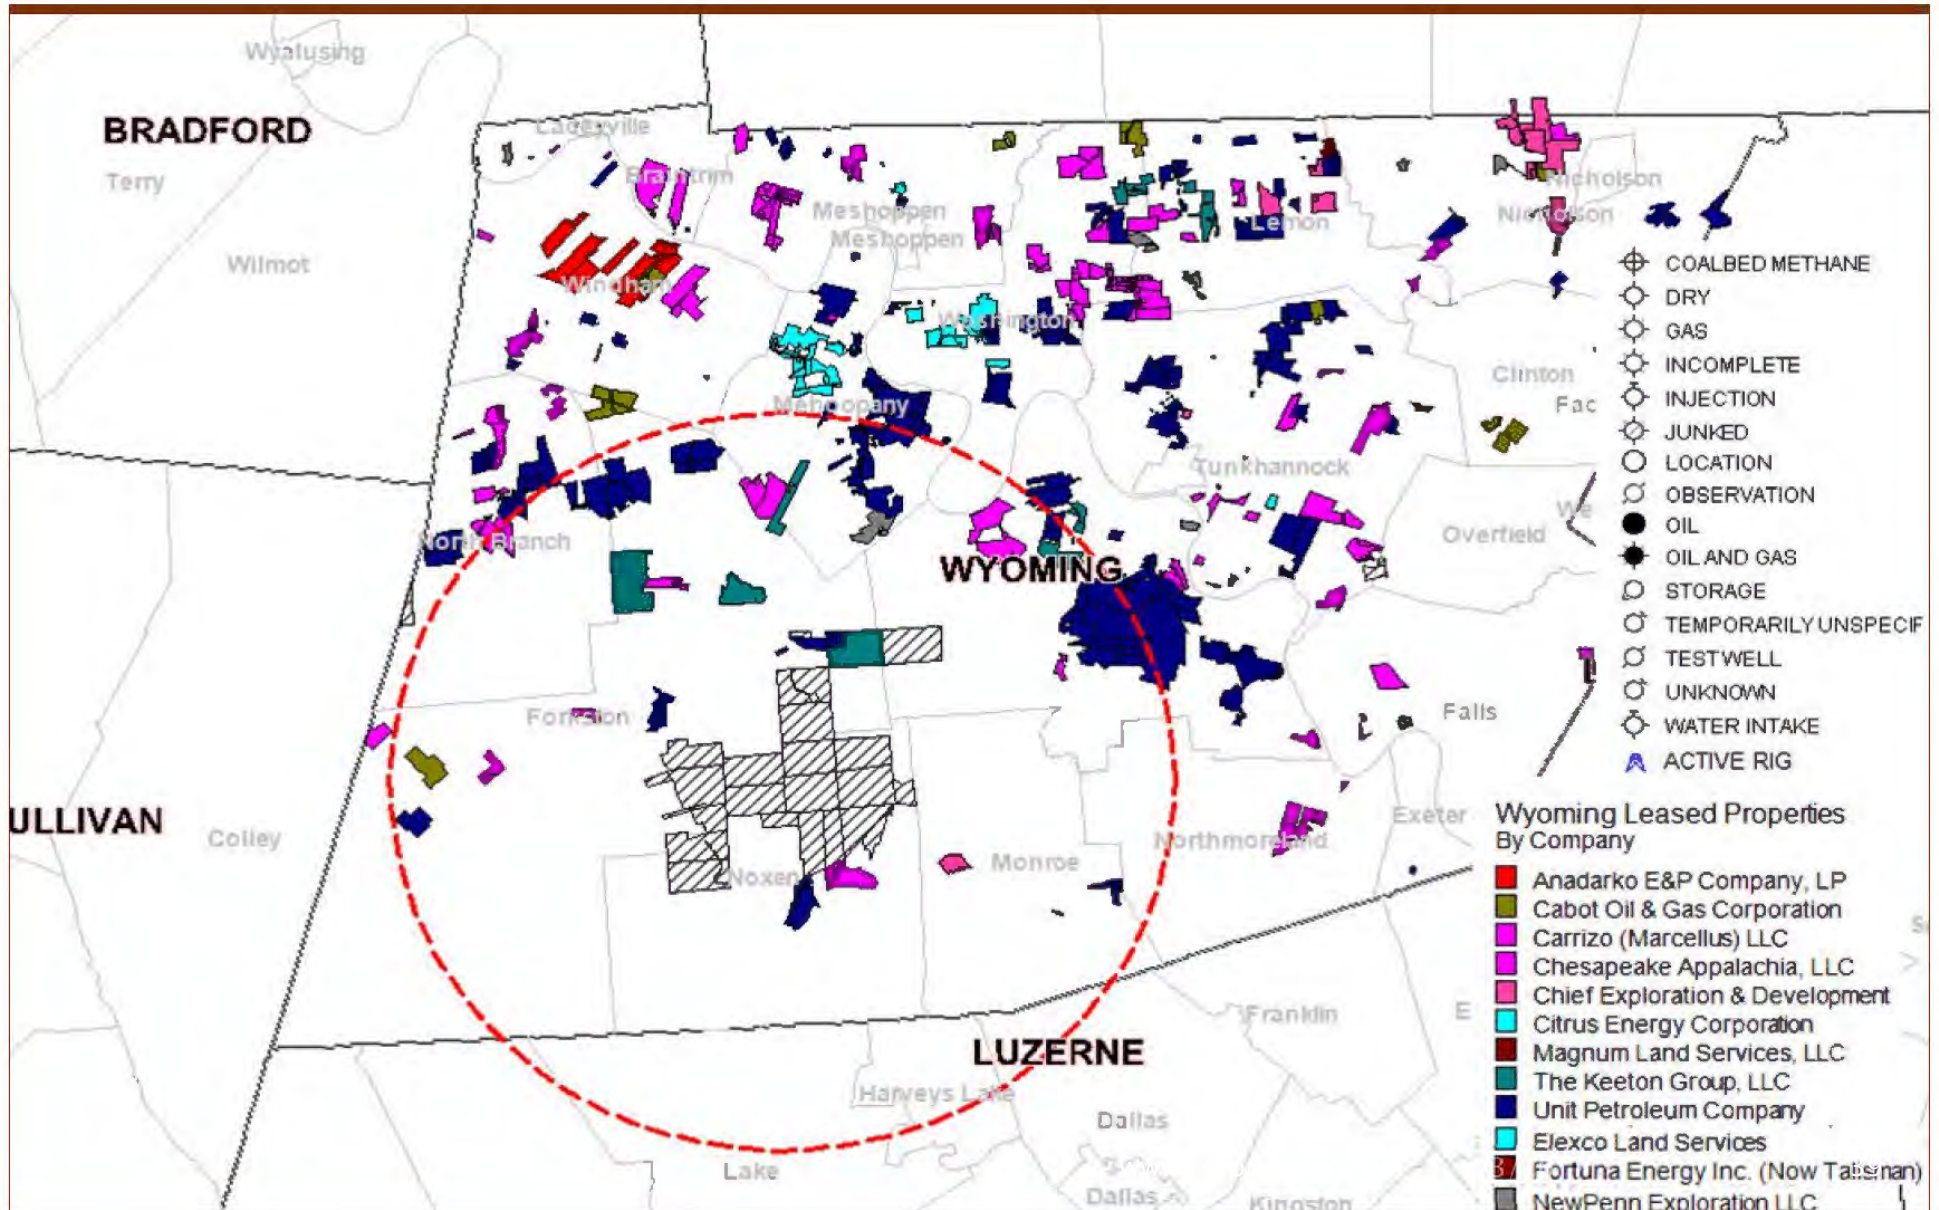 Wyalusing
BRADFORD
Laceyville
Terry
Braintrim
Nicholson
Meshoppen
Nicholson
Lemon
Meshoppen
Wilmot
COALBED METHANE
Windham
DRY
Washington
GAS
INCOMPLETE
Clinton
Mehoopany
Fac
INJECTION
JUNKED
Tunkhannock
LOCATION
OBSERVATION
We
OIL
North Branch
Overfield
OIL AND GAS
WYOMING
STORAGE
TEMPORARILY UNSPECIF
TEST WELL
UNKNOWN
Forkston
Falls
WATER INTAKE
ACTIVE RIG
ULLIVAN
Colley
Exeter
Northmoreland
Wyoming Leased Properties
By Company
Monroe
Noxen
Anadarko E&P Company, LP
Cabot Oil & Gas Corporation
Carrizo (Marcellus) LLC
Chesapeake Appalachia, LLC
Chief Exploration & Development
Franklin
E
Citrus Energy Corporation
LUZERNE
Magnum Land Services, LLC
Harveys Lake
The Keeton Group, LLC
Dallas
Unit Petroleum Company
Elexco Land Services
Lake
Fortuna Energy Inc. (Now Talisman)
Dallas
Kingston
NewPenn Exploration LLC